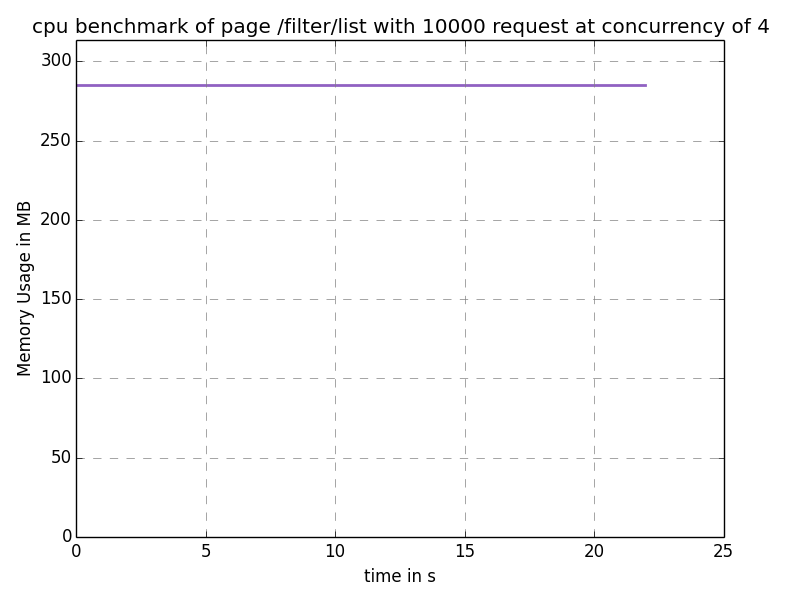 cpu benchmark of page /filter/list with 10000 request at concurrency of 4
300
250
200
150
100
50
0
Memory Usage in MB
0 5 10 15 20 25
time in s